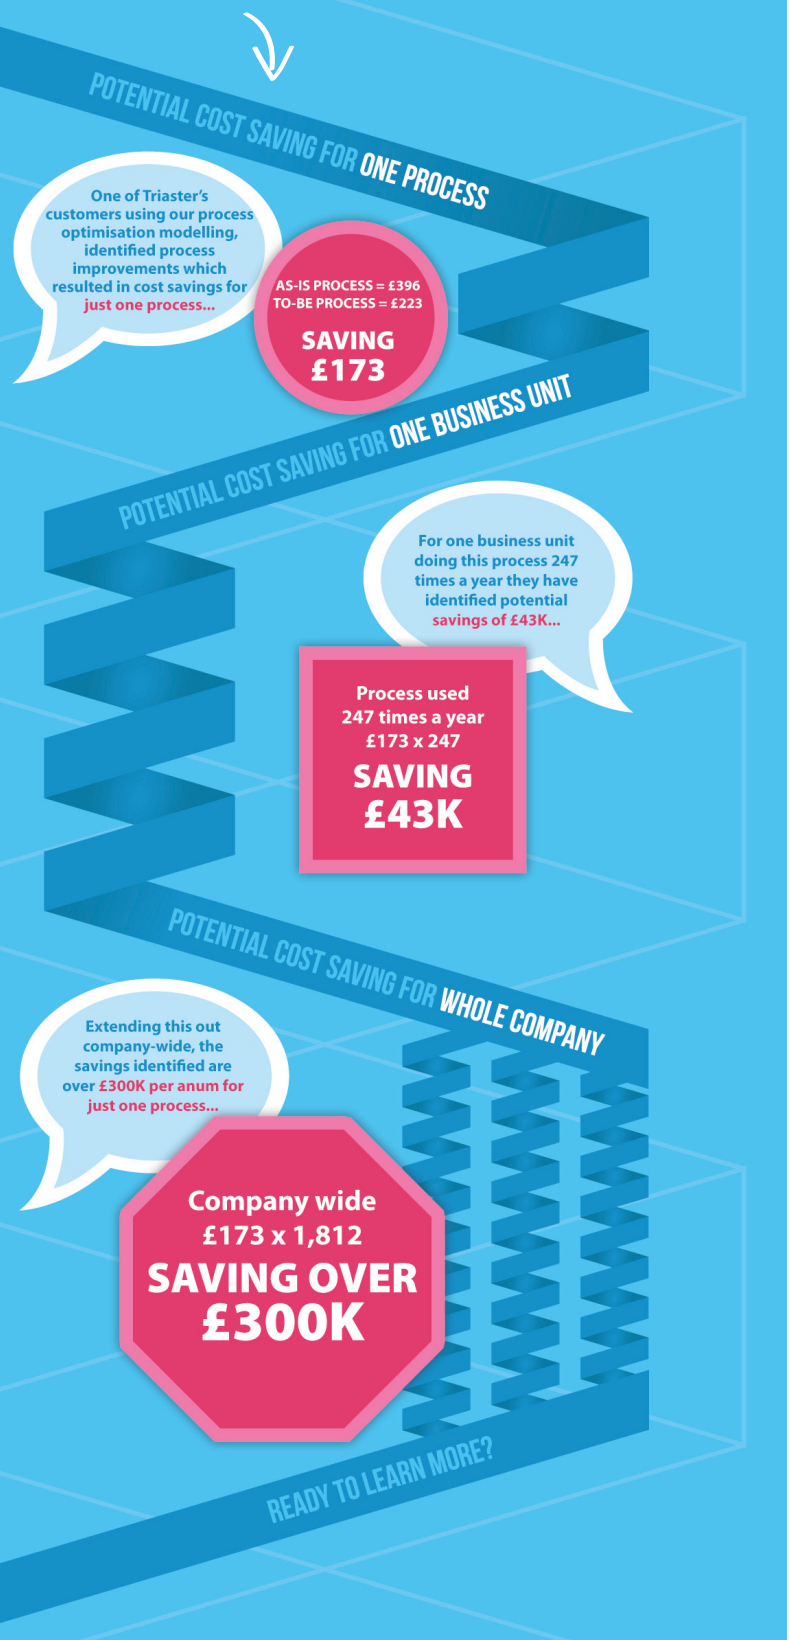 POTENTIAL COST SAVING FOR ONE PROCESS
One of Triaster's
customers using our process
optimisation modelling,
identified process
improvements which
resulted in cost savings for
just one process...
AS-IS PROCESS = £396
TO-BE PROCESS = £223
SAVING
£173
POTENTIAL COST SAVING FOR ONE BUSINESS UNIT
For one business unit
doing this process 247
times a year they have
identified potential
savings of £43K...
Process used
247 times a year
£173 x 247
SAVING
£43K
POTENTIAL COST SAVING FOR WHOLE COMPANY
Extending this out
company-wide, the
savings identified are
over £300K per anum for
just one process...
Company wide
£173 x 1,812
SAVING OVER
£300K
READY TO LEARN MORE?